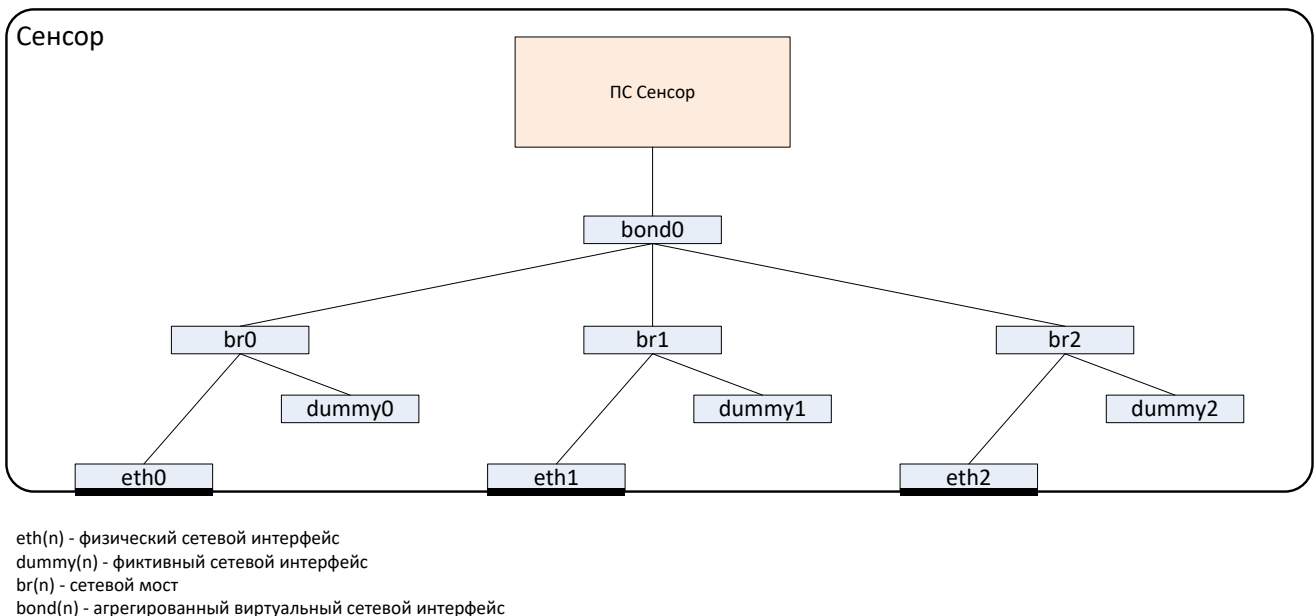 Сенсор
ПС Сенсор
bond0
br0
br1
br2
dummy0
dummy1
dummy2
eth0
eth1
eth2
eth(n) - физический сетевой интерфейс
dummy(n) - фиктивный сетевой интерфейс
br(n) - сетевой мост
bond(n) - агрегированный виртуальный сетевой интерфейс